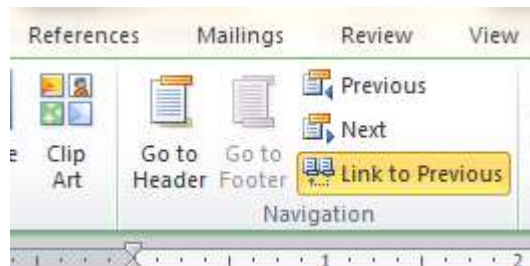 References Mailings Review View
Previous
Next
Clip Art
Go to Header
Go to Footer
Link to Previous
Navigation
1 2